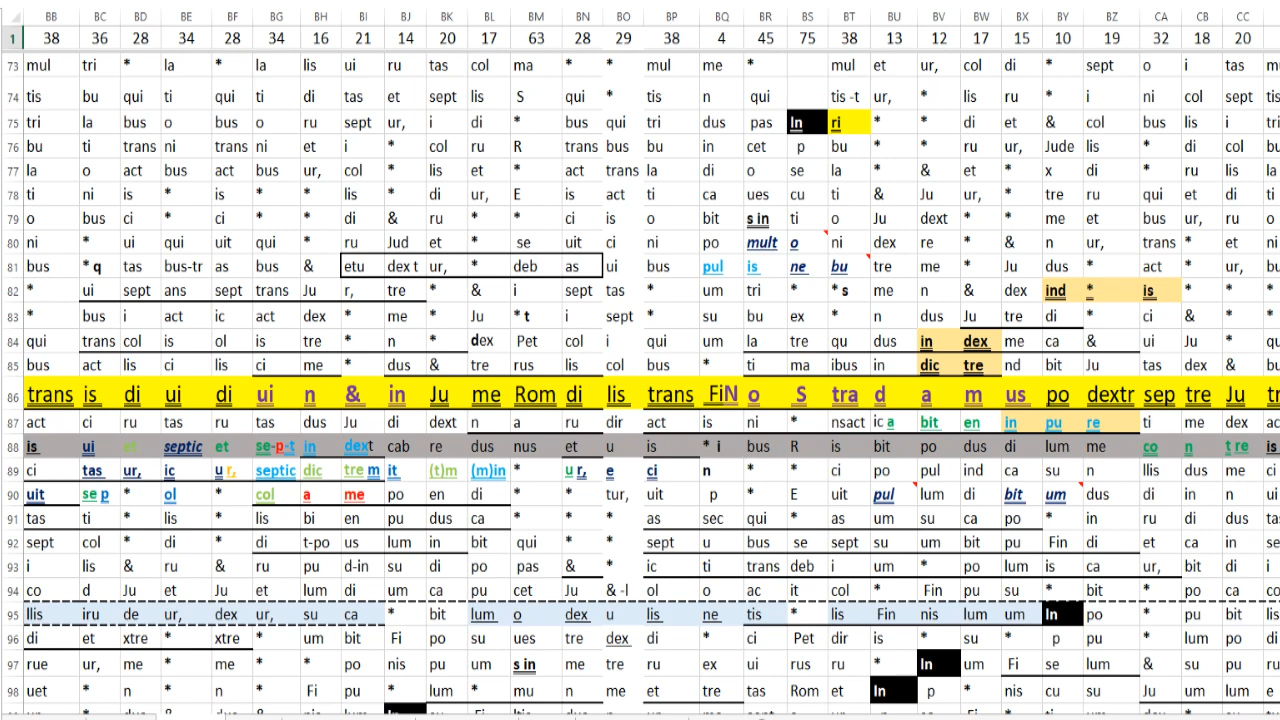 BB BC BD BE BF BG BH BI BJ BK BL BM BN BO BP BQ BR BS BT BU BV BW BX BY BZ CA CB CC
1 38 36 28 34 28 34 16 21 14 20 17 63 28 29 38 4 45 75 38 13 12 17 15 10 19 32 18 20
73 mul tri * la * la lis ui ru tas col ma * * mul me * mul et ur, col di * sept o i tas mu
74 tis bu qui ti qui ti di tas et sept lis S qui * tis n qui tis -t ur, * lis ru * i ni col sept tis
75 tri la bus o bus o ru sept ur, i di * bus qui tri dus pas In ri * * di et & col bus lis i tri
76 bu ti trans ni trans ni et i * col ru R trans bus bu in cet p bu * * ru ur, Jude lis * di col bu
77 la o act bus act bus ur, col * lis et * act trans la di o se la * & et * x di * ru lis la
78 ti ni is * is * * lis * di ur, E is act ti ca ues cu ti & Ju ur, * tre ru qui et di ti
79 o bus ci * ci * * di & ru * * ci is o bit s in ti o Ju dext * * me et bus ur, ru o
80 ni * ui qui uit qui * ru Jud et * se uit ci ni po mult o ni dex re * & n ur, trans * et ni
81 bus * q tas bus-tr as bus & etu dex t ur, * deb as ui bus pul is ne bu tre me * Ju dus * act * ur, bu
82 * ui sept ans sept trans Ju r, tre * & i sept tas * um tri * * s me n & dex ind * is * * *
83 * bus i act ic act dex * me * Ju * t i sept * su bu ex * n dus Ju tre di * ci & * *
84 qui trans col is ol is tre * n * dex Pet col i qui um la tre qu dus in dex me ca & ui Ju * qu
85 bus act lis ci lis ci me * dus & tre rus lis col bus * ti ma ibus in dic tre nd bit Ju tas dex & bu
86 trans is di ui di ui n & in Ju me Rom di lis trans FiN o S tra d a m us po dextr sep tre Ju tr
87 act ci ru tas ru tas dus Ju di dext n a ru dir act is ni * nsact ic a bit en in pu re ti me dex ac
88 is ui et septic et se-p-t in dext cab re dus nus et u is * i bus R is bit po dus di lum me co n t re is
89 ci tas ur, ic u r, septic dic tre m it (t)m (m)in * u r, e ci n * * ci po pul ind ca su n llis dus me ci
90 uit se p * ol * col a me po en di * * tur, uit p * E uit pul lum di bit um dus di in n ui
91 tas ti * lis * lis bi en pu dus ca * * * as sec qui * as um su ca po * in ru di dus ta
92 sept col * di * di t-po us lum in bit qui * * sept u bus se sept su um bit pu Fin di et ca in se
93 i lis & ru & ru pu d-in su di po pas & * ic ti trans deb i um * po lum is ca ur, bit di i
94 co d Ju et Ju et lum di um ca pu cet Ju & -l ol o ac it col * Fin pu su * bit * po ca co
95 llis iru de ur, dex ur, su ca * bit lum o dex u lis ne tis * lis Fin nis lum um In po * pu bit lis
96 di et xtre * xtre * um bit Fi po su ues tre dex di * ci Pet dir is * su * p pu * lum po di
97 rue ur, me * me * * po nis pu um s in me tre ru ex ui rus ru * In um Fi se lum & su pu ru
98 uet * n * n * Fi pu * lum * mu n me et tre tas Rom et In p * nis cu su Ju um lum e